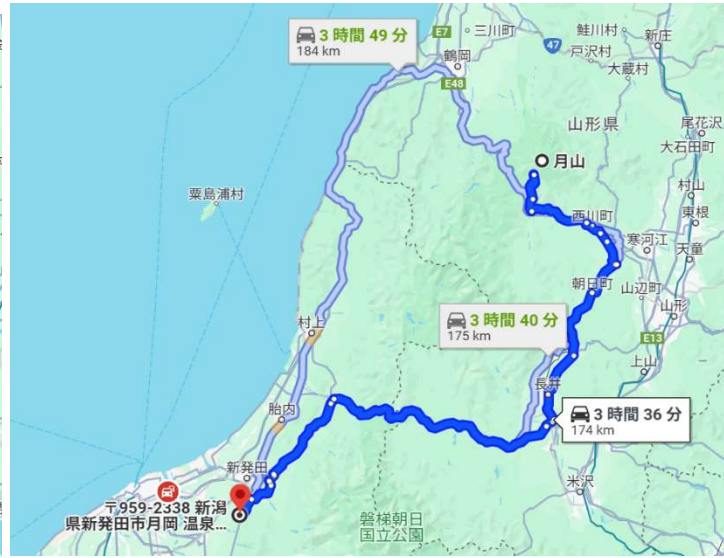 3 時間 49 分
184 km
三川町
鮭川村
新庄
E7
47
戸沢村
鶴岡
大蔵村
E48
山形県
尾花沢
大石田町
月山
村山
粟島浦村
東根
西川町
寒河江
天童
朝日町
山辺町
山形
3 時間 40 分
175 km
村上
E13
上山
長井
3 時間 36 分
174 km
胎内
米沢
新発田
〒959-2338 新潟
県新発田市月岡 温泉...
磐梯朝日
国立公園